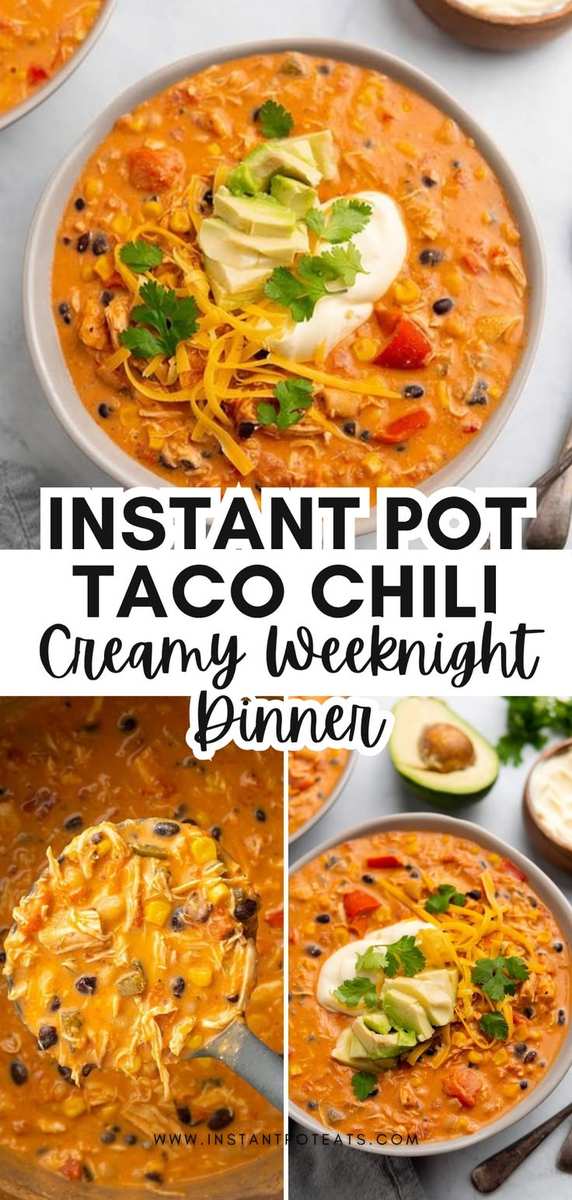 INSTANT POT
TACO CHILI
Creamy Weeknight
Dinner
WWW.INSTANTPOTEATS.COM